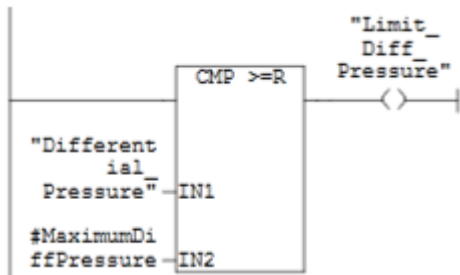 "Limit_
Diff_
Pressure"
CMP >=R
"Different
ial_
Pressure"
IN1
#MaximumDi
ffPressure
IN2